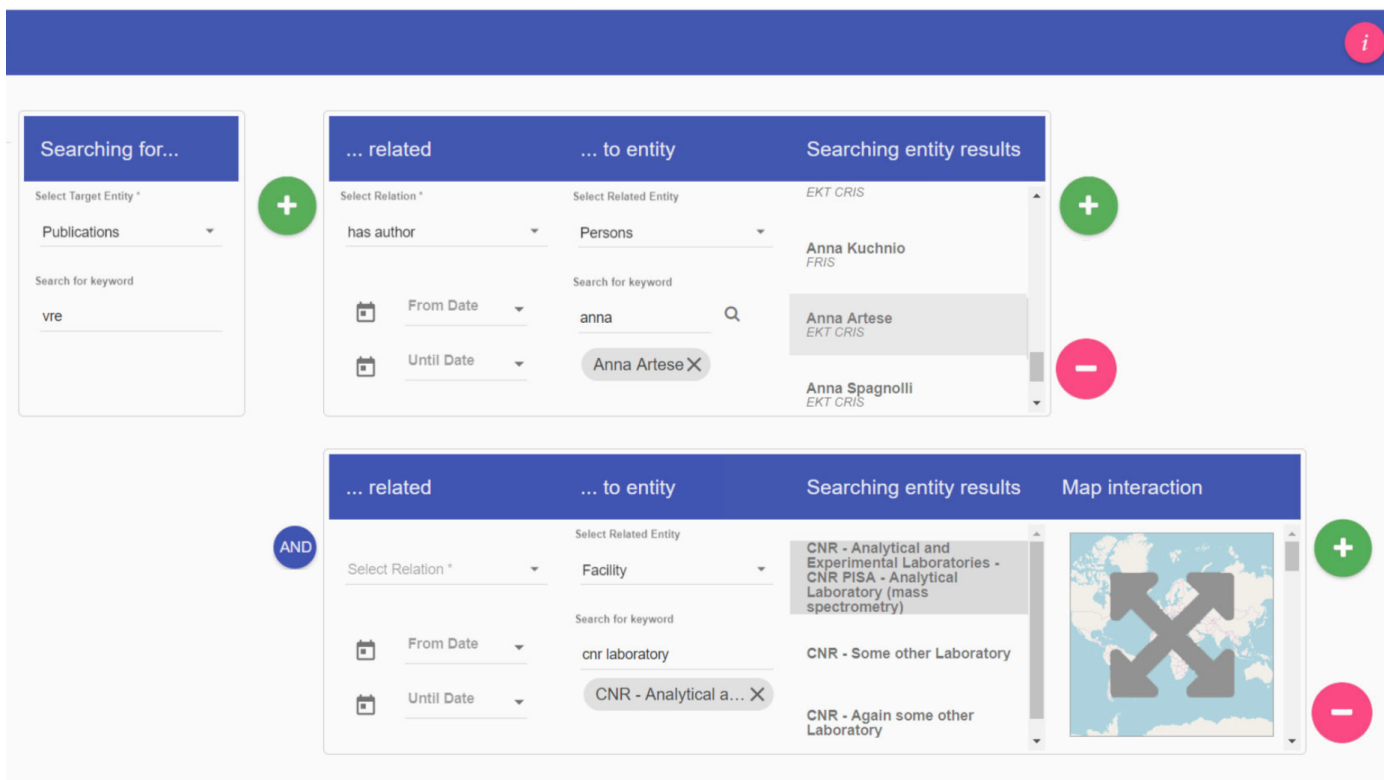 i
Searching for...
Select Target Entity *
Publications
Search for keyword
vre
+
... related
... to entity
Searching entity results
Select Relation *
has author
From Date
Until Date
Select Related Entity
Persons
Search for keyword
anna
Anna Artese
EKT CRIS
Anna Kuchnio
FRIS
Anna Artese
EKT CRIS
Anna Spagnolli
EKT CRIS
+
AND
... related
... to entity
Searching entity results
Map interaction
Select Relation *
From Date
Until Date
Select Related Entity
Facility
Search for keyword
cnr laboratory
CNR - Analytical a...
CNR - Analytical and
Experimental Laboratories -
CNR PISA - Analytical
Laboratory (mass
spectrometry)
CNR - Some other Laboratory
CNR - Again some other
Laboratory
+